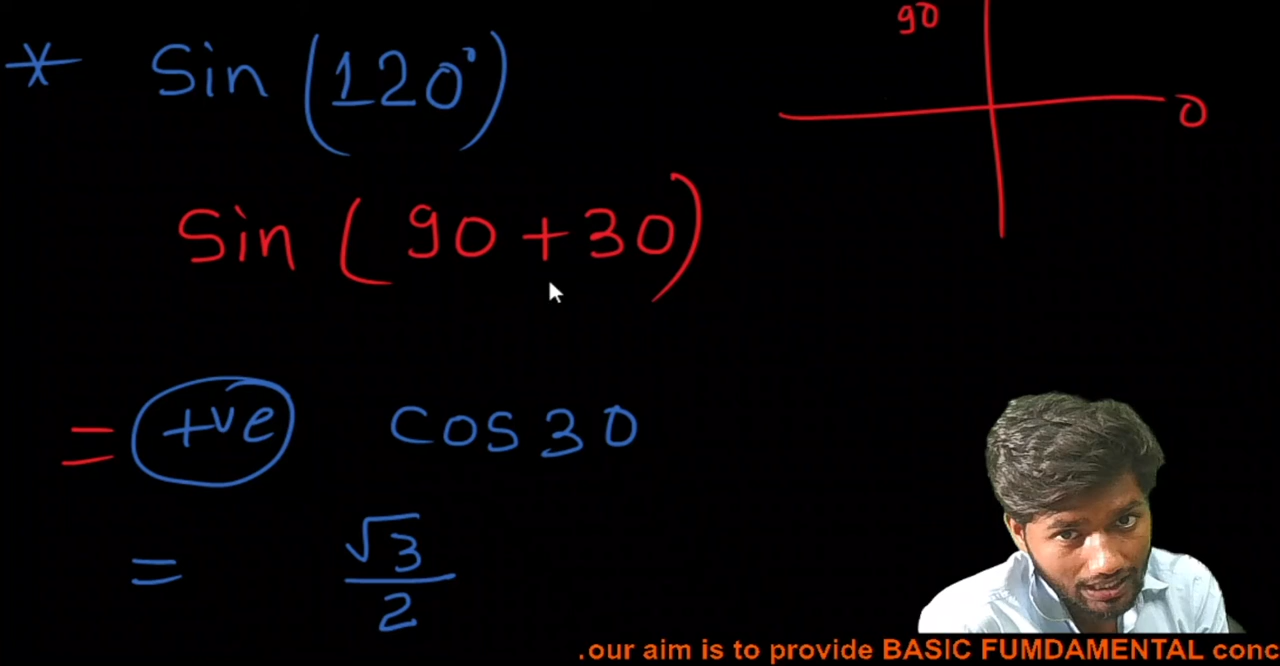 * Sin (120°)
90
0
Sin (90 + 30)
= +ve cos 30
= √3/2
.our aim is to provide BASIC FUMDAMENTAL conc